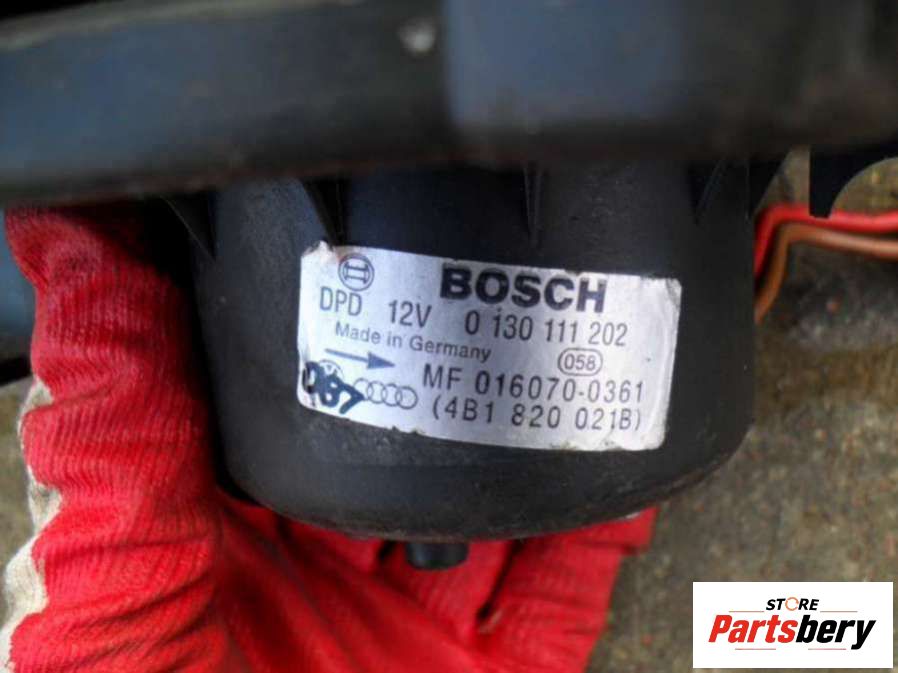 BOSCH
DPD 12V 0 130 111 202
Made in Germany 058
MF 016070-0361
(4B1 820 021B)
STORE
Partsbery